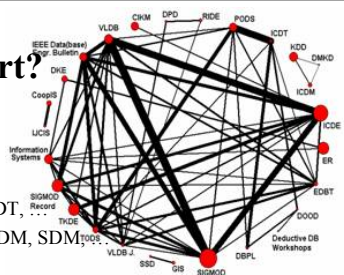 CIKM
DPD
RIDE
PODS
VLDB
ICDT
IEEE Data(base)
Engr. Bulletin
KDD
rt?
DMKD
DKE
ICDM
CoopIS
ICDE
IJCIS
ER
Information
Systems
EDBT
SIGMOD
Record
DT, ...
TKDE
DOOD
DM, SDM, ...
TODS
Deductive DB
Workshops
VLDB J.
DBPL
SSD
GIS
SIGMOD